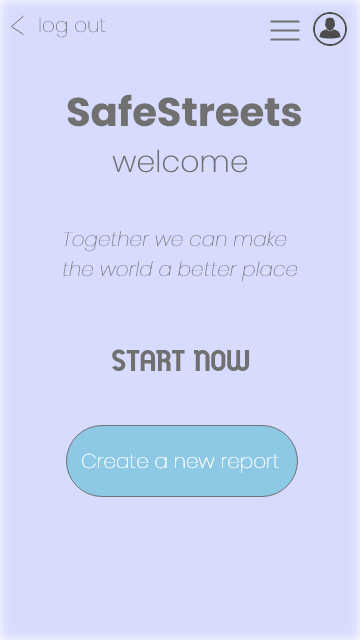 log out
SafeStreets
welcome
Together we can make
the world a better place
START NOW
Create a new report